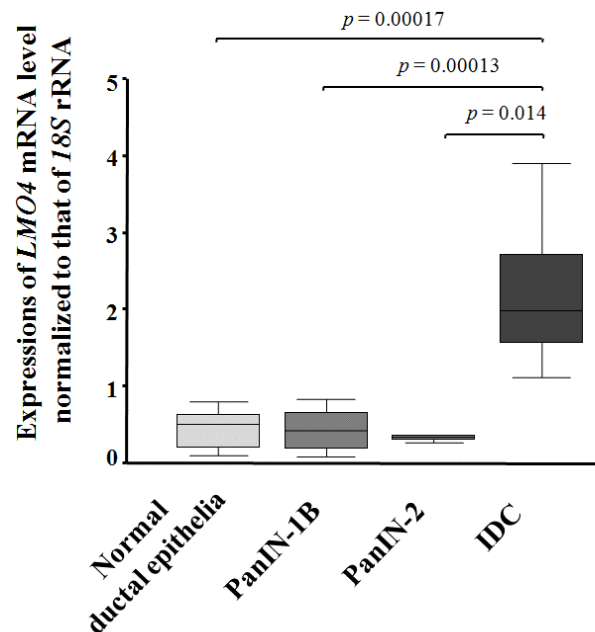 p = 0.00017
p = 0.00013
p = 0.014
Expressions of LMO4 mRNA level
normalized to that of 18S rRNA
5
4
3
2
1
0
Normal
ductal epithelia
PanIN-1B
PanIN-2
IDC